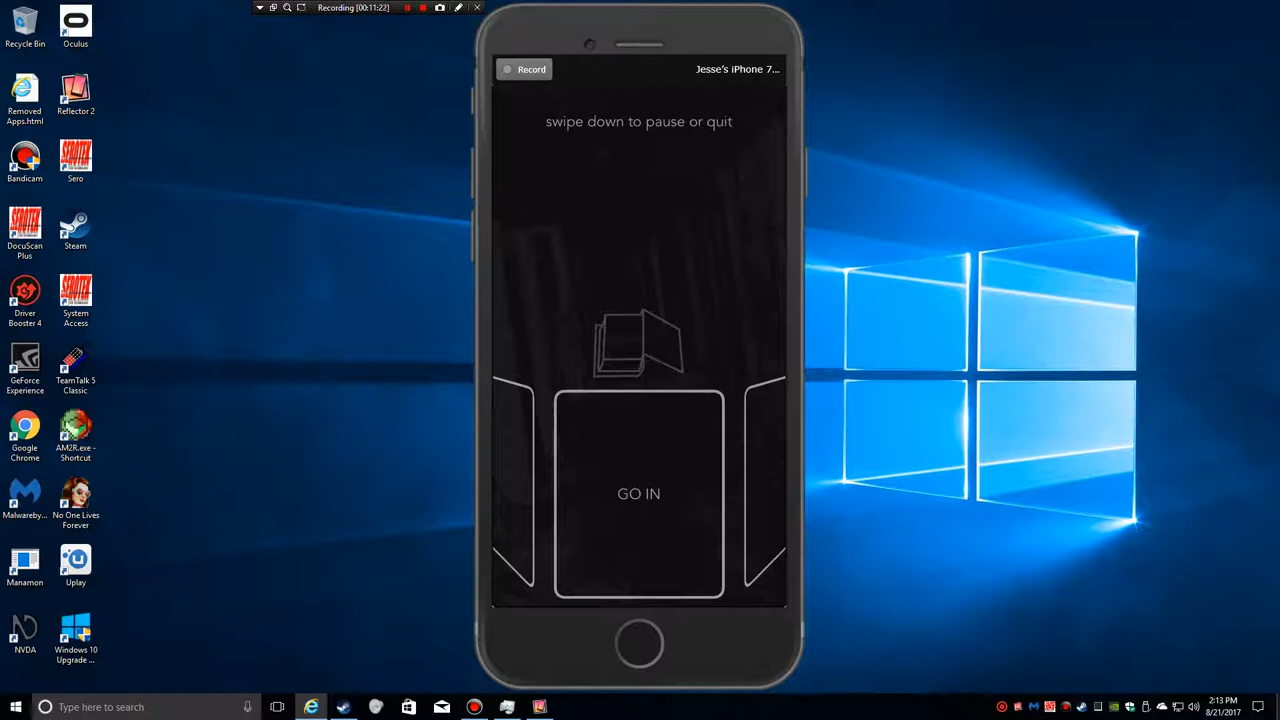 Recording [00:11:22]
Recycle Bin
Oculus
Removed
Apps.html
Reflector 2
Bandicam
SEROTEK
Sero
SEROTEK
DocuScan
Plus
Steam
Driver
Booster 4
SEROTEK
System
Access
GeForce
Experience
TeamTalk 5
Classic
Google
Chrome
AM2R.exe -
Shortcut
Malwareby...
No One Lives
Forever
Manamon
Uplay
NVDA
Windows 10
Upgrade ...
Record
Jesse's iPhone 7...
swipe down to pause or quit
GO IN
Type here to search
2:13 PM
8/21/2017